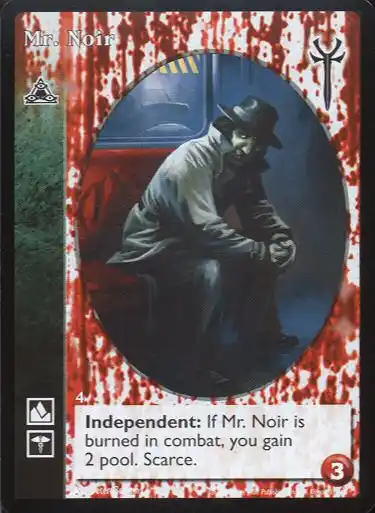 Mr. Noir
4
Independent: If Mr. Noir is
burned in combat, you gain
2 pool. Scarce.
3